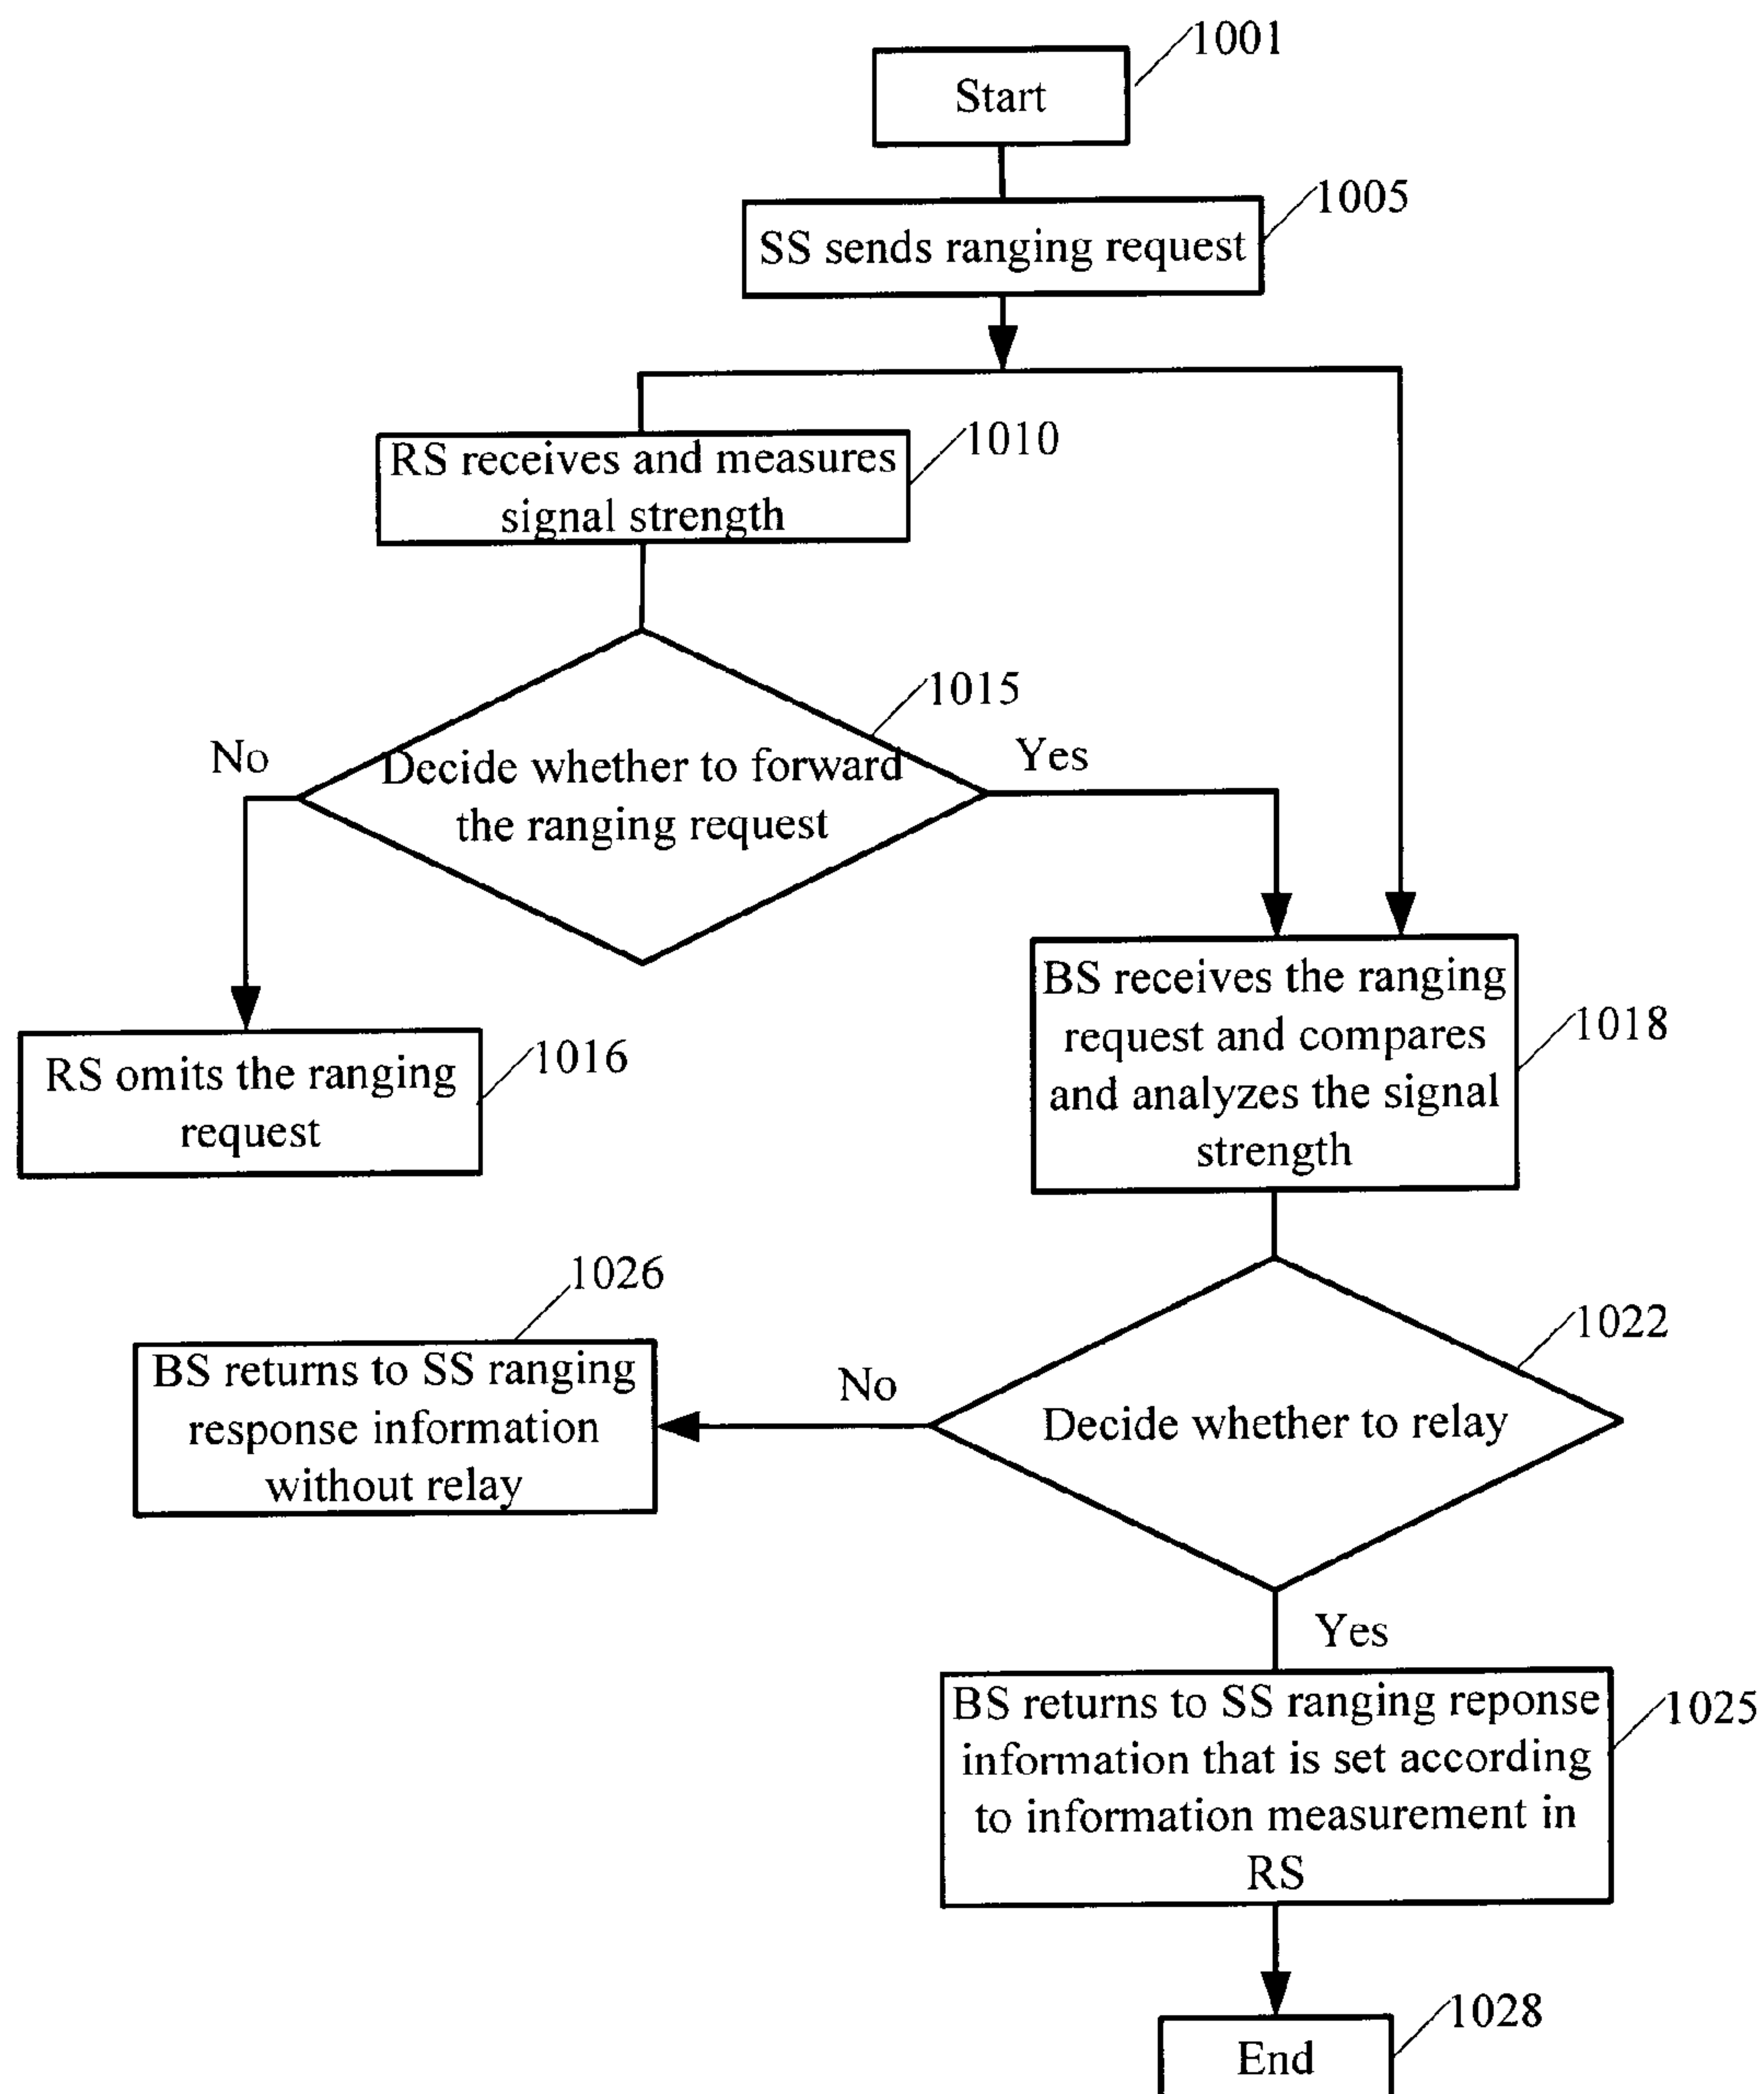 1001
Start
1005
SS sends ranging request
1010
RS receives and measures
signal strength
1015
No
Yes
Decide whether to forward
the ranging request
BS receives the ranging
request and compares
and analyzes the signal
strength
1018
RS omits the ranging
request
1016
1026
BS returns to SS ranging
response information
without relay
No
1022
Decide whether to relay
Yes
BS returns to SS ranging reponse
information that is set according
to information measurement in
RS
1025
1028
End